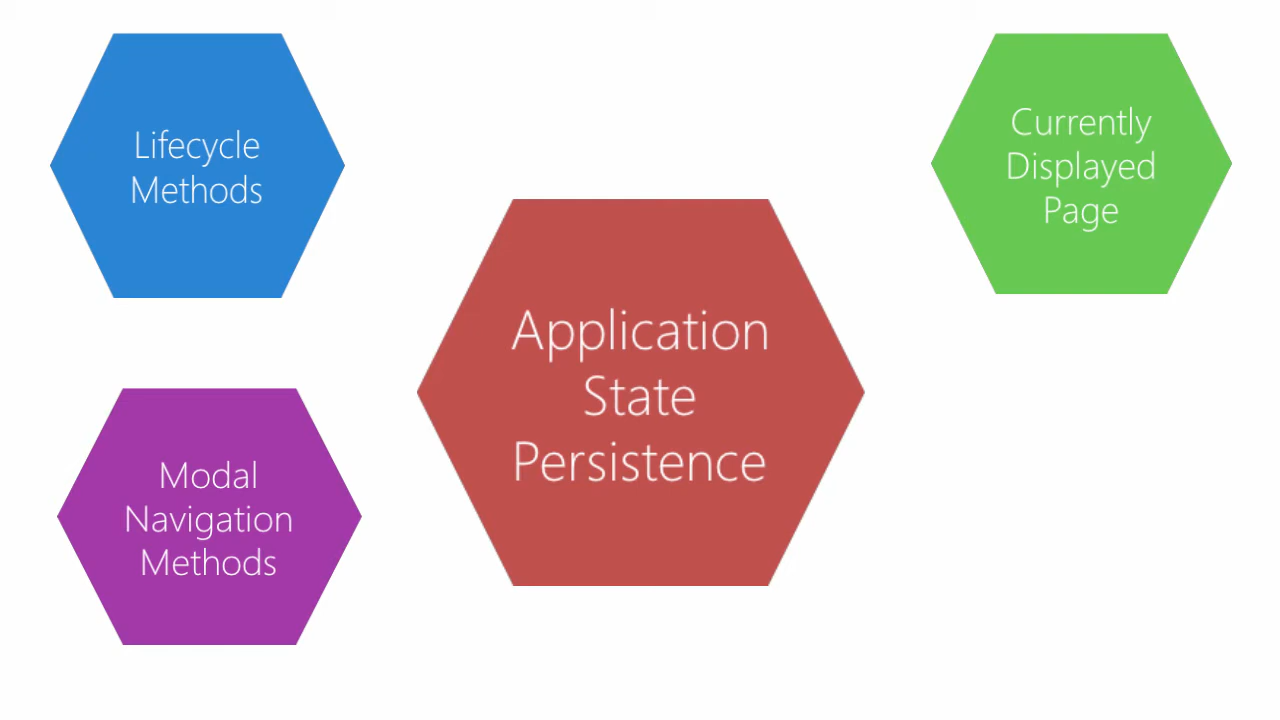 Lifecycle
Methods
Currently
Displayed
Page
Application
State
Persistence
Modal
Navigation
Methods